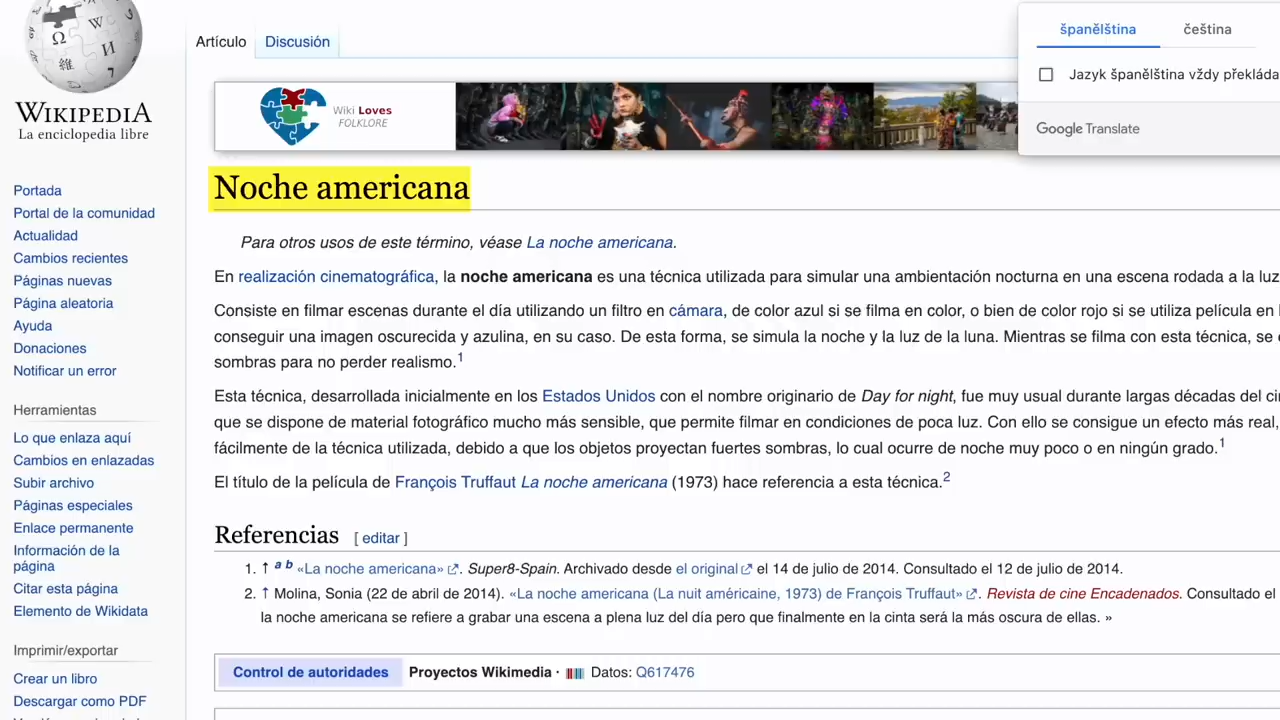 Artículo Discusión
WIKIPEDIA
La enciclopedia libre
španělština čeština
Jazyk španělština vždy překláda
Google Translate
Wiki Loves
FOLKLORE
Noche americana
Para otros usos de este término, véase La noche americana.
En realización cinematográfica, la noche americana es una técnica utilizada para simular una ambientación nocturna en una escena rodada a la luz
Consiste en filmar escenas durante el día utilizando un filtro en cámara, de color azul si se filma en color, o bien de color rojo si se utiliza película en
conseguir una imagen oscurecida y azulina, en su caso. De esta forma, se simula la noche y la luz de la luna. Mientras se filma con esta técnica, se
sombras para no perder realismo.1
Esta técnica, desarrollada inicialmente en los Estados Unidos con el nombre originario de Day for night, fue muy usual durante largas décadas del
que se dispone de material fotográfico mucho más sensible, que permite filmar en condiciones de poca luz. Con ello se consigue un efecto más real,
fácilmente de la técnica utilizada, debido a que los objetos proyectan fuertes sombras, lo cual ocurre de noche muy poco o en ningún grado.1
El título de la película de François Truffaut La noche americana (1973) hace referencia a esta técnica.2
Referencias [ editar ]
1. ↑ a b «La noche americana» . Super8-Spain. Archivado desde el original el 14 de julio de 2014. Consultado el 12 de julio de 2014.
2. ↑ Molina, Sonia (22 de abril de 2014). «La noche americana (La nuit américaine, 1973) de François Truffaut» . Revista de cine Encadenados. Consultado el
la noche americana se refiere a grabar una escena a plena luz del día pero que finalmente en la cinta será la más oscura de ellas. »
Control de autoridades Proyectos Wikimedia · Datos: Q617476
Portada
Portal de la comunidad
Actualidad
Cambios recientes
Páginas nuevas
Página aleatoria
Ayuda
Donaciones
Notificar un error
Herramientas
Lo que enlaza aquí
Cambios en enlazadas
Subir archivo
Páginas especiales
Enlace permanente
Información de la
página
Citar esta página
Elemento de Wikidata
Imprimir/exportar
Crear un libro
Descargar como PDF